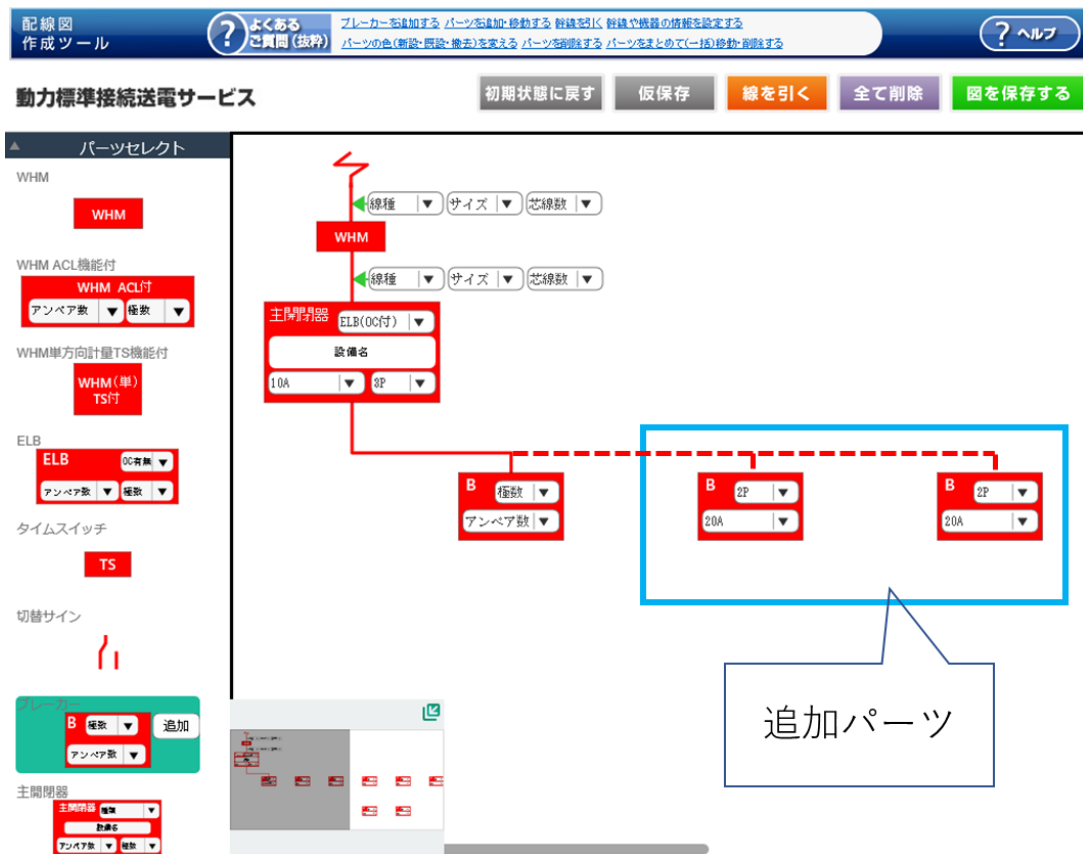 配線図
作成ツール
?
よくある
ご質問(抜粋)
ブレーカーを追加する パーツを追加・移動する 幹線を引く 幹線や機器の情報を設定する
パーツの色(新設・既設・撤去)を変える パーツを削除する パーツをまとめて(一括)移動・削除する
? ヘルプ
動力標準接続送電サービス
初期状態に戻す
仮保存
線を引く
全て削除
図を保存する
パーツセレクト
WHM
WHM
WHM ACL機能付
WHM ACL付
アンペア数 極数
WHM単方向計量TS機能付
WHM(単)
TS付
ELB
ELB OC有無
アンペア数 極数
タイムスイッチ
TS
切替サイン
ブレーカー
B 極数 追加
アンペア数
主開閉器
主開閉器 種類
設備名
アンペア数 極数
線種 サイズ 芯線数
WHM
線種 サイズ 芯線数
主開閉器 ELB(OC付)
設備名
10A 3P
B 極数
アンペア数
B 2P
20A
B 2P
20A
追加パーツ